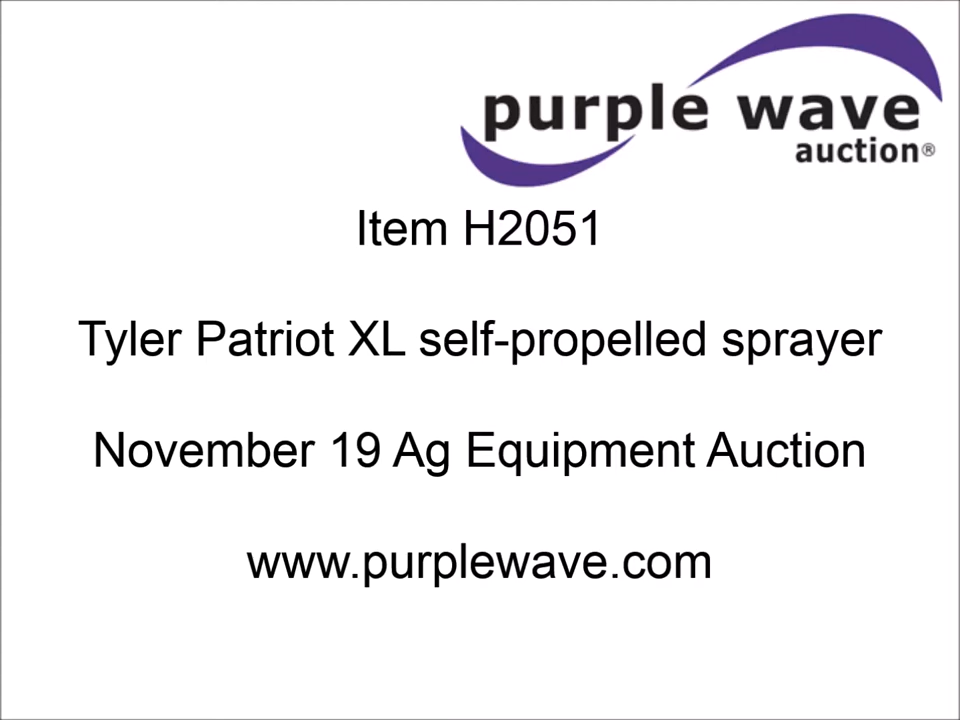 purple wave
auction®
Item H2051
Tyler Patriot XL self-propelled sprayer
November 19 Ag Equipment Auction
www.purplewave.com